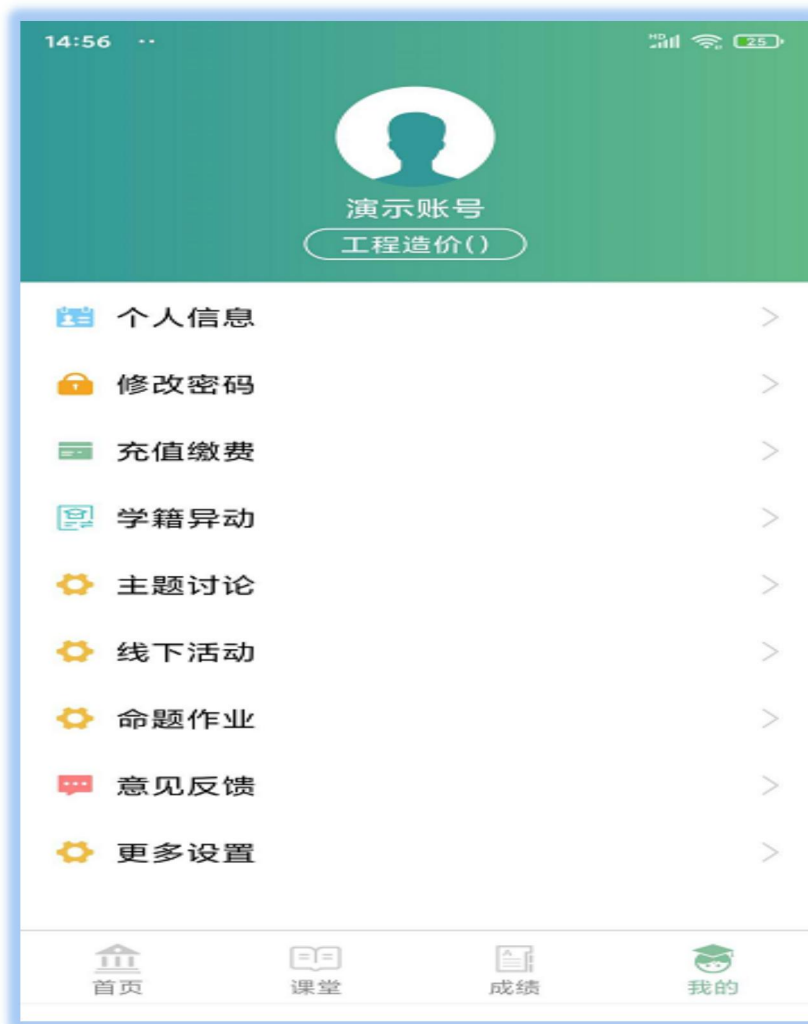 14:56
HD
25
演示账号
工程造价()
个人信息
修改密码
充值缴费
学籍异动
主题讨论
线下活动
命题作业
意见反馈
更多设置
首页
课堂
成绩
我的